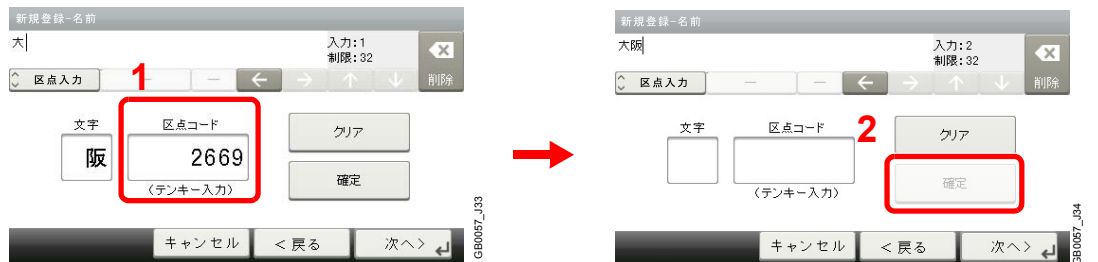 新規登録-名前
大
入力:1
制限:32
区点入力
削除
1
文字
区点コード
クリア
阪
2669
確定
(テンキー入力)
キャンセル
< 戻る
次へ >
GB0057_J33
新規登録-名前
大阪
入力:2
制限:32
区点入力
削除
文字
区点コード
2
クリア
確定
(テンキー入力)
キャンセル
< 戻る
次へ >
GB0057_J34